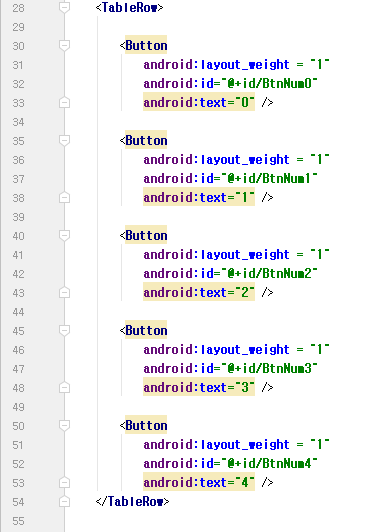 28 <TableRow>
29
30 <Button
31 android:layout_weight = "1"
32 android:id="@+id/BtnNum0"
33 android:text="0" />
34
35 <Button
36 android:layout_weight = "1"
37 android:id="@+id/BtnNum1"
38 android:text="1" />
39
40 <Button
41 android:layout_weight = "1"
42 android:id="@+id/BtnNum2"
43 android:text="2" />
44
45 <Button
46 android:layout_weight = "1"
47 android:id="@+id/BtnNum3"
48 android:text="3" />
49
50 <Button
51 android:layout_weight = "1"
52 android:id="@+id/BtnNum4"
53 android:text="4" />
54 </TableRow>
55